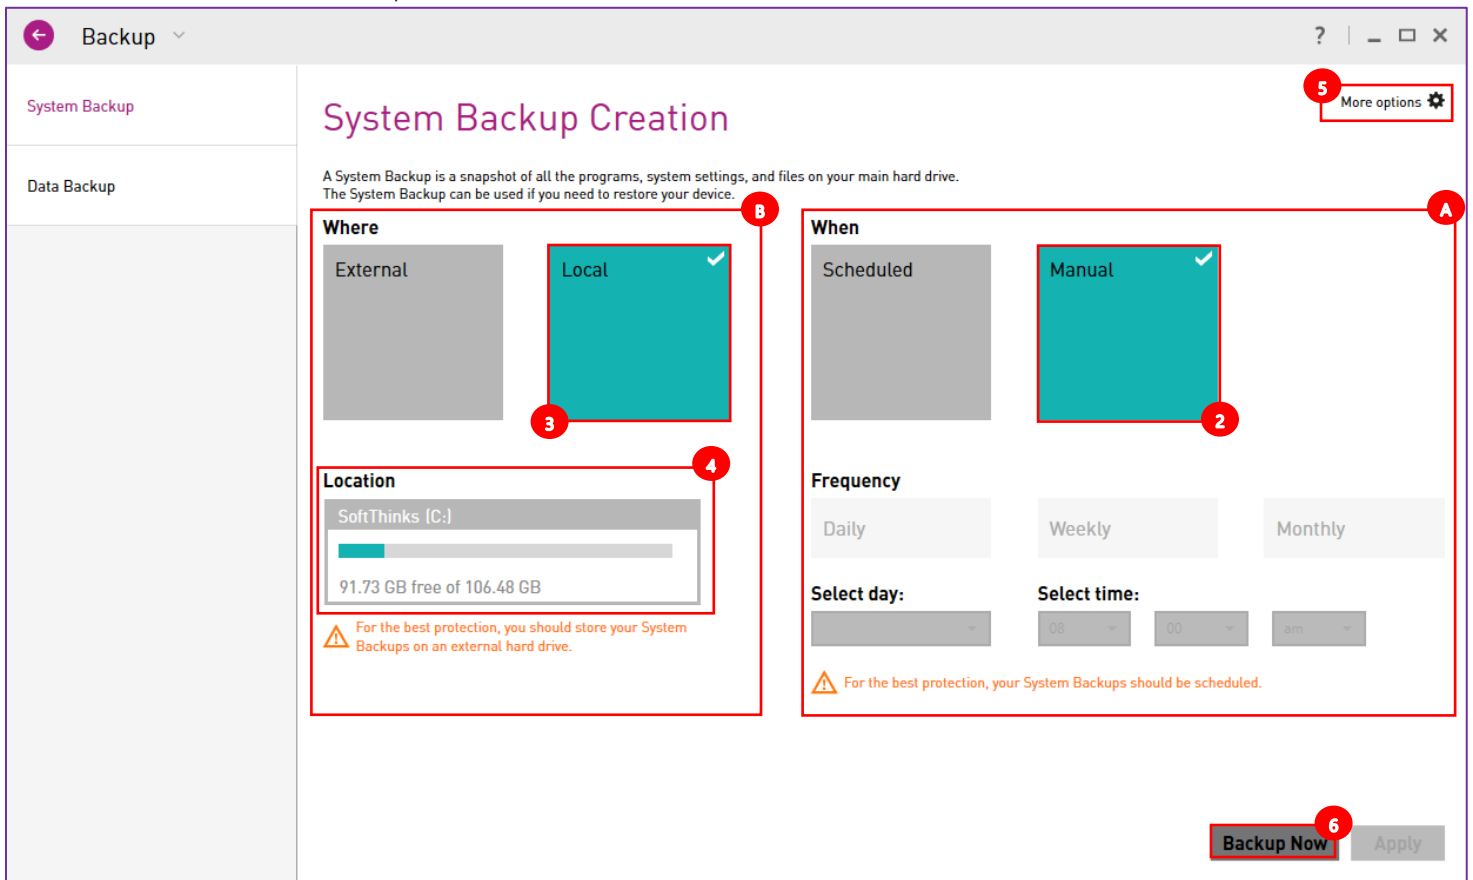 Backup
?
System Backup
Data Backup
System Backup Creation
5
More options
A System Backup is a snapshot of all the programs, system settings, and files on your main hard drive.
The System Backup can be used if you need to restore your device.
B
Where
External
Local
3
4
Location
SoftThinks (C:)
91.73 GB free of 106.48 GB
For the best protection, you should store your System
Backups on an external hard drive.
A
When
Scheduled
Manual
2
Frequency
Daily
Weekly
Monthly
Select day:
Select time:
08
00
am
For the best protection, your System Backups should be scheduled.
6
Backup Now
Apply